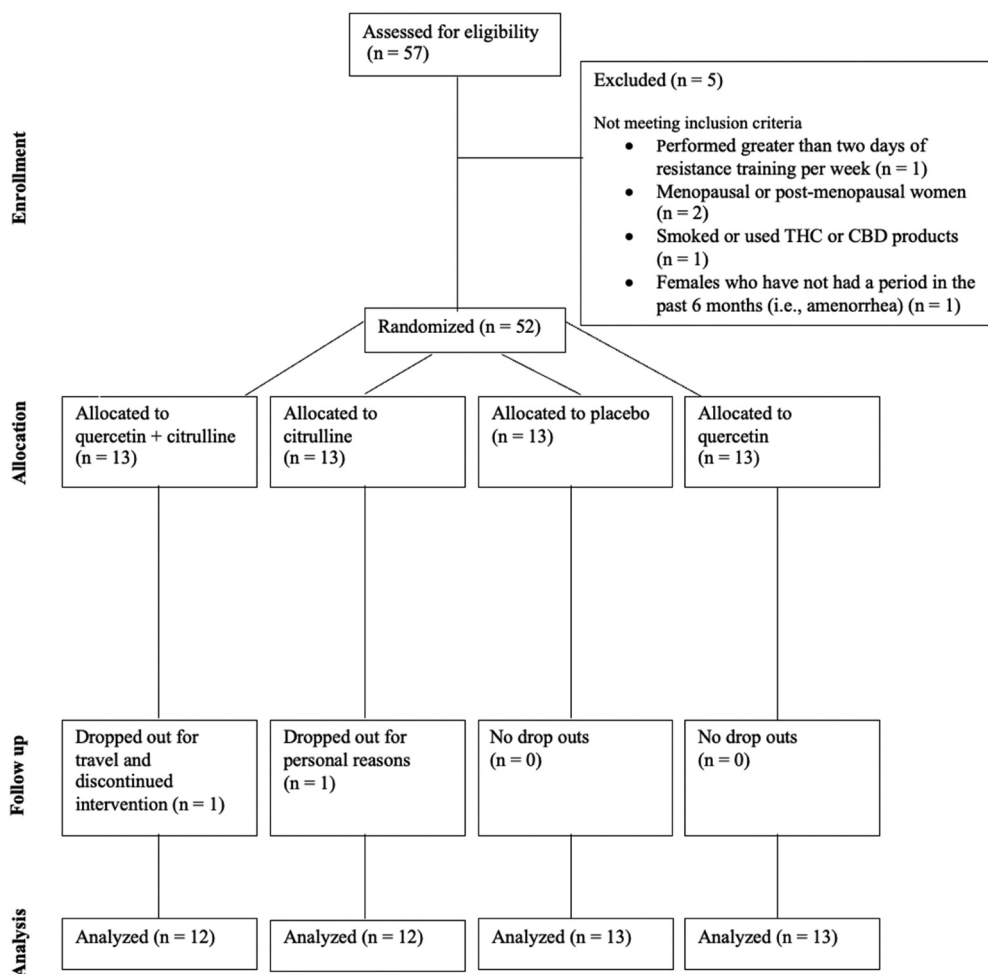 Assessed for eligibility
(n = 57)
Excluded (n = 5)
Not meeting inclusion criteria
• Performed greater than two days of
resistance training per week (n = 1)
• Menopausal or post-menopausal women
(n = 2)
• Smoked or used THC or CBD products
(n = 1)
• Females who have not had a period in the
past 6 months (i.e., amenorrhea) (n = 1)
Enrollment
Randomized (n = 52)
Allocation
Allocated to
quercetin + citrulline
(n = 13)
Allocated to
citrulline
(n = 13)
Allocated to placebo
(n = 13)
Allocated to
quercetin
(n = 13)
Follow up
Dropped out for
travel and
discontinued
intervention (n = 1)
Dropped out for
personal reasons
(n = 1)
No drop outs
(n = 0)
No drop outs
(n = 0)
Analysis
Analyzed (n = 12)
Analyzed (n = 12)
Analyzed (n = 13)
Analyzed (n = 13)